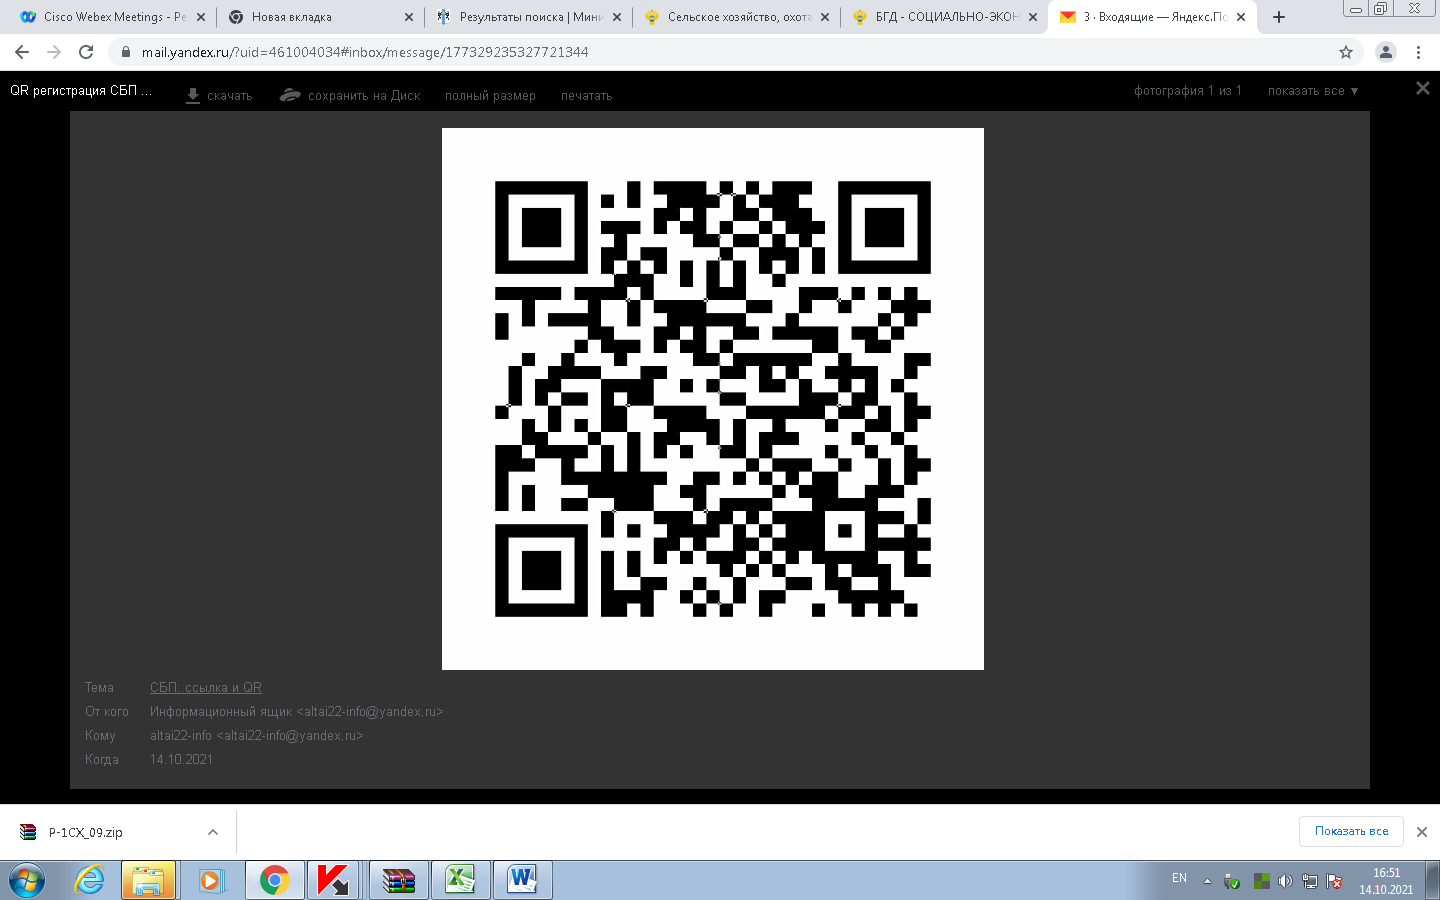 Cisco Webex Meetings - Pe
Новая вкладка
Результаты поиска | Мини
Сельское хозяйство, охота
БГД - СОЦИАЛЬНО-ЭКОН
3 · Входящие — Яндекс.По
mail.yandex.ru/?uid=461004034#inbox/message/177329235327721344
QR регистрация СБП ...
скачать
сохранить на Диск
полный размер
печатать
фотография 1 из 1
показать все ▼
Тема СБП: ссылка и QR
От кого Информационный ящик <altai22-info@yandex.ru>
Кому altai22-info <altai22-info@yandex.ru>
Когда 14.10.2021
P-1CX_09.zip
Показать все
EN
16:51
14.10.2021